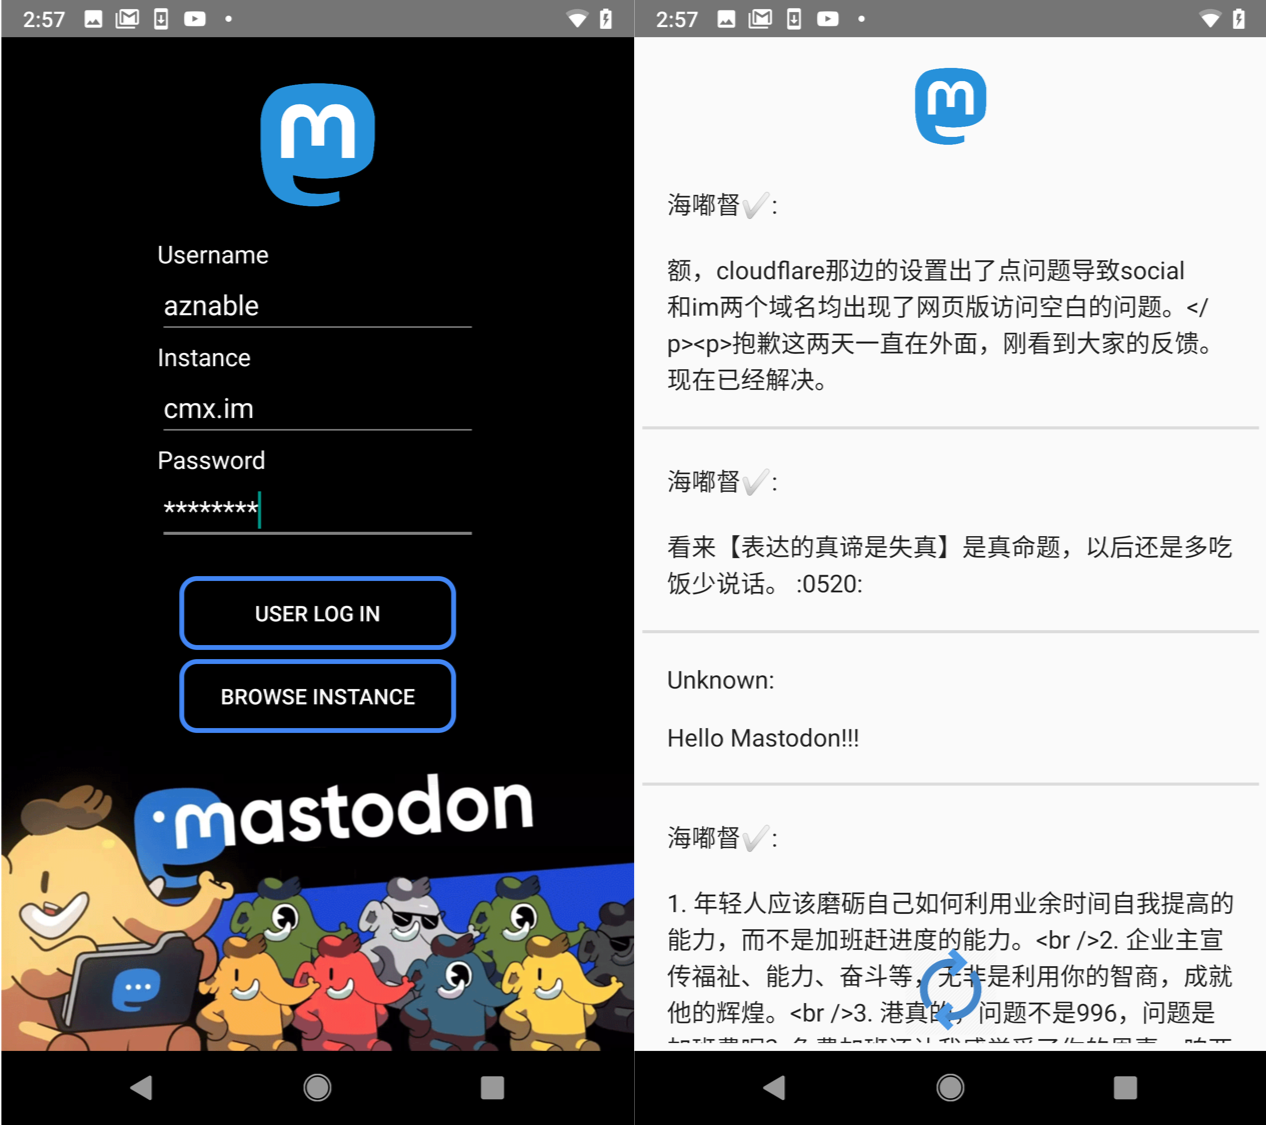 2:57
Username
aznable
Instance
cmx.im
Password
********
USER LOG IN
BROWSE INSTANCE
mastodon
2:57
海嘟督✔:
额，cloudflare那边的设置出了点问题导致social
和im两个域名均出现了网页版访问空白的问题。</
p><p>抱歉这两天一直在外面，刚看到大家的反馈。
现在已经解决。
海嘟督✔:
看来【表达的真谛是失真】是真命题，以后还是多吃
饭少说话。 :0520:
Unknown:
Hello Mastodon!!!
海嘟督✔:
1. 年轻人应该磨砺自己如何利用业余时间自我提高的
能力，而不是加班赶进度的能力。<br />2. 企业主宣
传福祉、能力、奋斗等，无非是利用你的智商，成就
他的辉煌。<br />3. 港真的，问题不是996，问题是